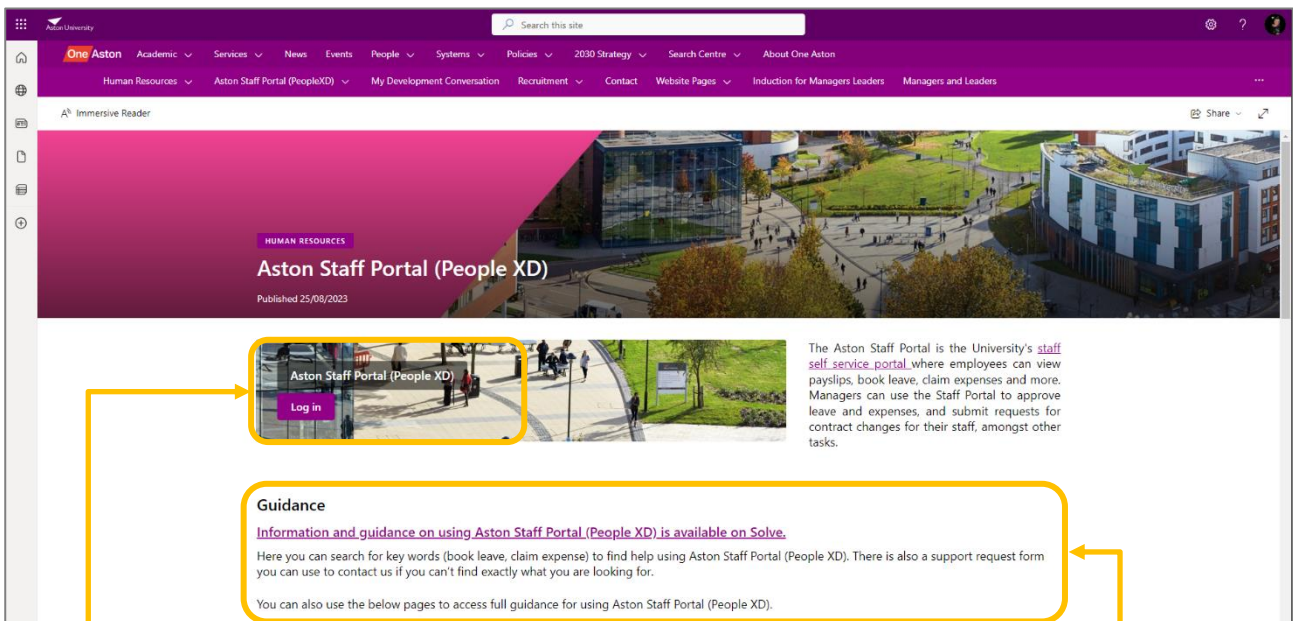 Aston University
Search this site
?
One Aston Academic Services News Events People Systems Policies 2030 Strategy Search Centre About One Aston
Human Resources Aston Staff Portal (PeopleXD) My Development Conversation Recruitment Contact Website Pages Induction for Managers Leaders Managers and Leaders ...
Immersive Reader
Share
HUMAN RESOURCES
Aston Staff Portal (People XD)
Published 25/08/2023
Aston Staff Portal (People XD)
Log in
The Aston Staff Portal is the University's staff
self service portal where employees can view
payslips, book leave, claim expenses and more.
Managers can use the Staff Portal to approve
leave and expenses, and submit requests for
contract changes for their staff, amongst other
tasks.
Guidance
Information and guidance on using Aston Staff Portal (People XD) is available on Solve.
Here you can search for key words (book leave, claim expense) to find help using Aston Staff Portal (People XD). There is also a support request form
you can use to contact us if you can't find exactly what you are looking for.
You can also use the below pages to access full guidance for using Aston Staff Portal (People XD).